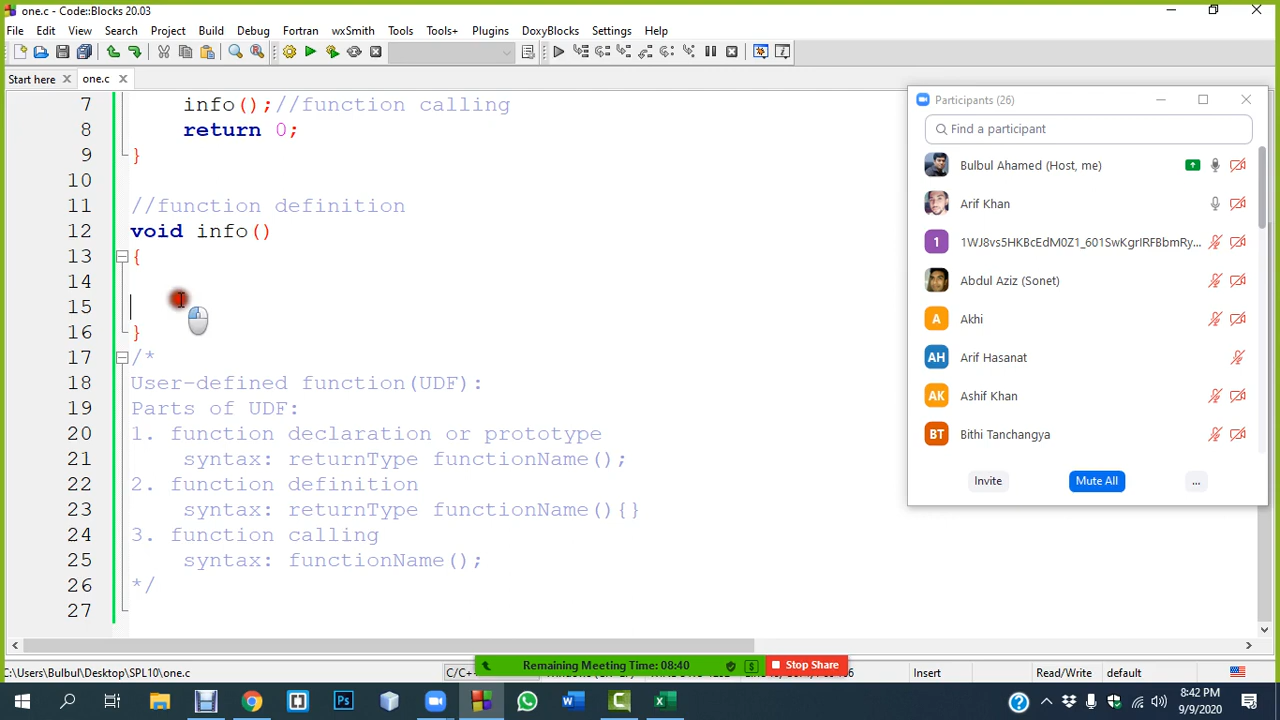 one.c - Code::Blocks 20.03
File Edit View Search Project Build Debug Fortran wxSmith Tools Tools+ Plugins DoxyBlocks Settings Help
Start here
one.c
7 info();//function calling
8 return 0;
9 }
10
11 //function definition
12 void info()
13 {
14
15
16 }
17 /*
18 User-defined function(UDF):
19 Parts of UDF:
20 1. function declaration or prototype
21 syntax: returnType functionName();
22 2. function definition
23 syntax: returnType functionName(){}
24 3. function calling
25 syntax: functionName();
26 */
27
Participants (26)
Find a participant
Bulbul Ahamed (Host, me)
Arif Khan
1 1WJ8vs5HKBcEdM0Z1_601SwKgrIRFBbmRy...
Abdul Aziz (Sonet)
A Akhi
AH Arif Hasanat
AK Ashif Khan
BT Bithi Tanchangya
Invite Mute All ...
Remaining Meeting Time: 08:40 Stop Share
C:\Users\Bulbul\Desktop\SPL10\one.c C/C++ Insert Read/Write default
8:42 PM
9/9/2020